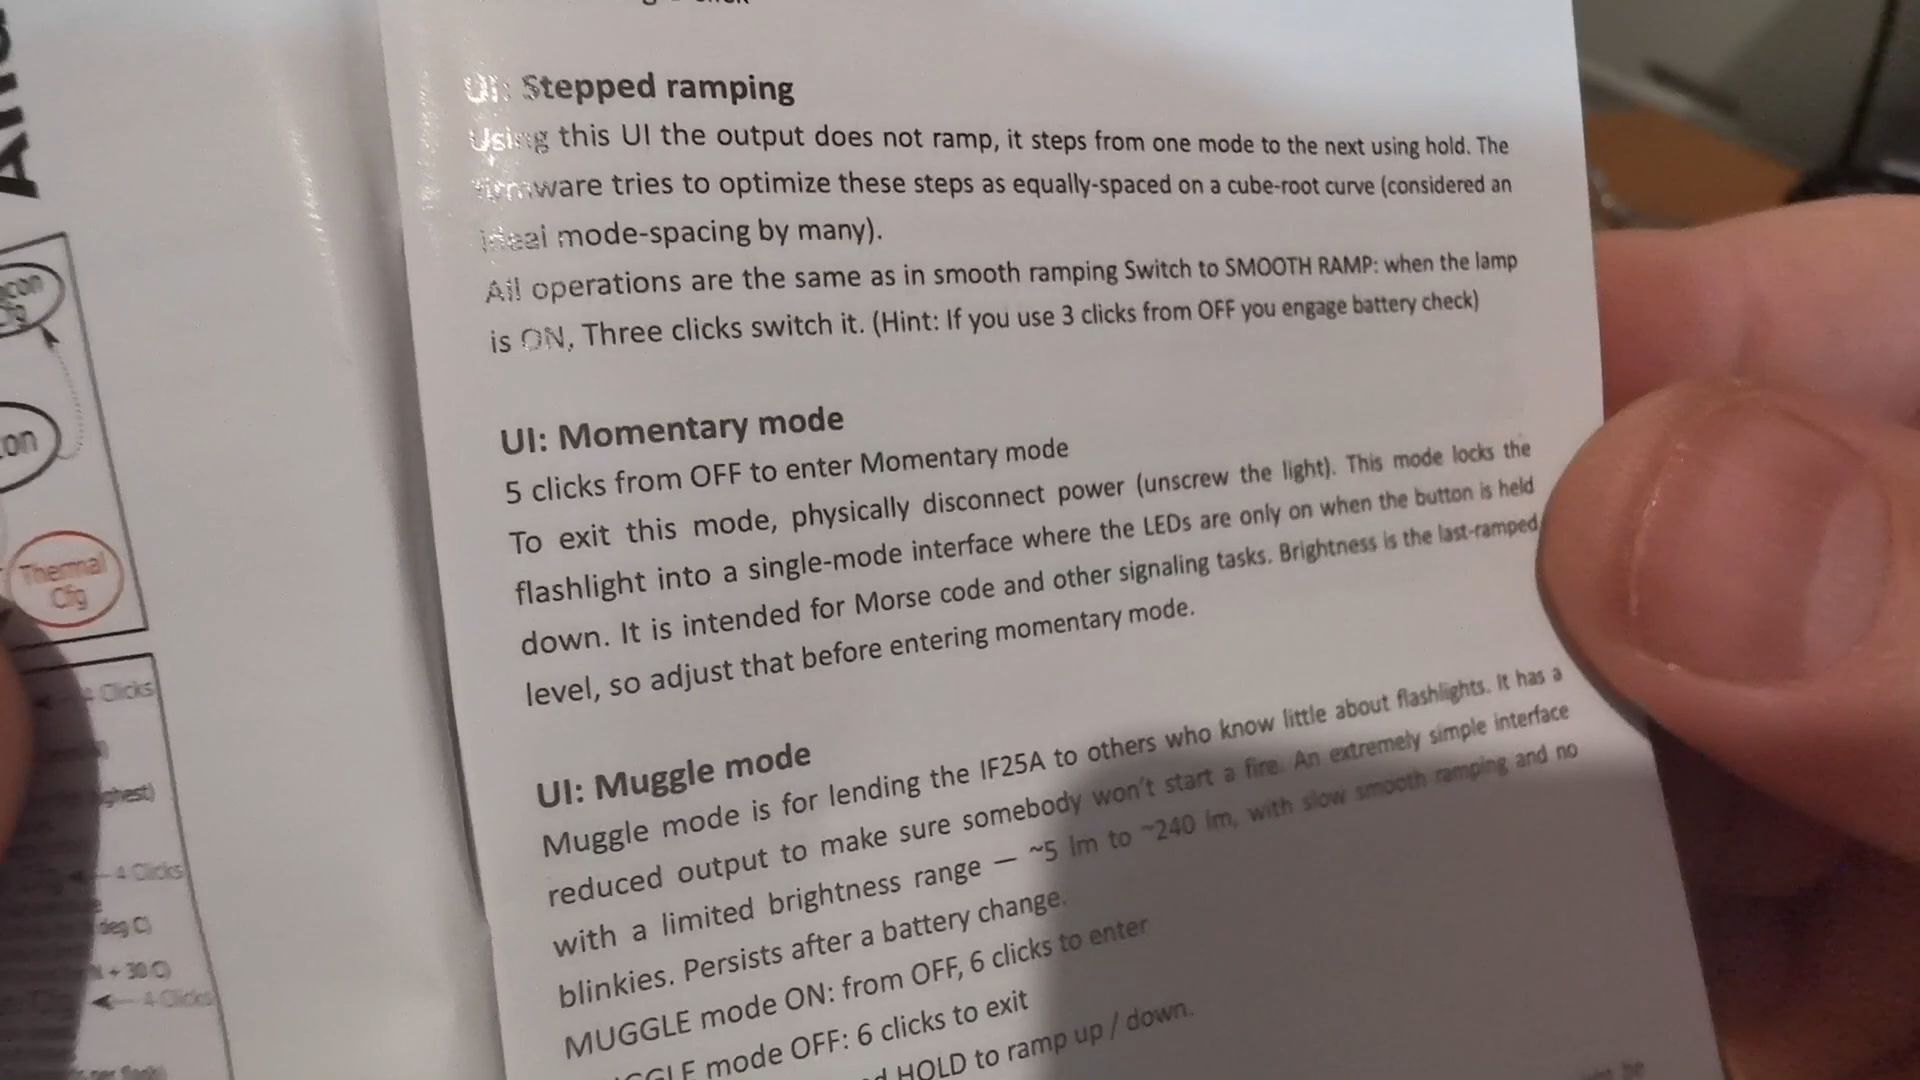 UI: Stepped ramping
Using this UI the output does not ramp, it steps from one mode to the next using hold. The
firmware tries to optimize these steps as equally-spaced on a cube-root curve (considered an
ideal mode-spacing by many).
All operations are the same as in smooth ramping Switch to SMOOTH RAMP: when the lamp
is ON, Three clicks switch it. (Hint: If you use 3 clicks from OFF you engage battery check)
UI: Momentary mode
5 clicks from OFF to enter Momentary mode
To exit this mode, physically disconnect power (unscrew the light). This mode locks the
flashlight into a single-mode interface where the LEDs are only on when the button is held
down. It is intended for Morse code and other signaling tasks. Brightness is the last-ramped
level, so adjust that before entering momentary mode.
UI: Muggle mode
Muggle mode is for lending the IF25A to others who know little about flashlights. It has a
reduced output to make sure somebody won't start a fire. An extremely simple interface
with a limited brightness range — ~5 lm to ~240 lm, with slow smooth ramping and no
blinkies. Persists after a battery change.
MUGGLE mode ON: from OFF, 6 clicks to enter
GGLE mode OFF: 6 clicks to exit
HOLD to ramp up / down.
con
on
Thermal
Cfg
4 Clicks
ghest)
4 Clicks
deg C)
N + 30 C)
4 Clicks